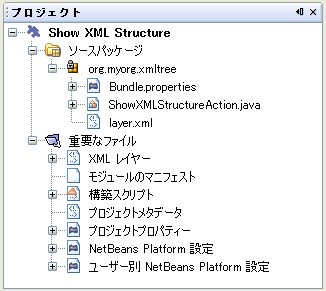 プロジェクト
Show XML Structure
ソースパッケージ
org.myorg.xmltree
Bundle.properties
ShowXMLStructureAction.java
layer.xml
重要なファイル
XML レイヤー
モジュールのマニフェスト
構築スクリプト
プロジェクトメタデータ
プロジェクトプロパティー
NetBeans Platform 設定
ユーザー別 NetBeans Platform 設定